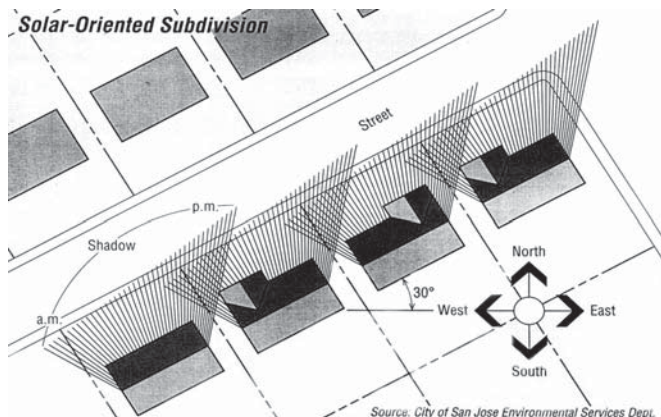 Solar-Oriented Subdivision
Street
p.m.
Shadow
a.m.
30°
North
West
East
South
Source: City of San Jose Environmental Services Dept.